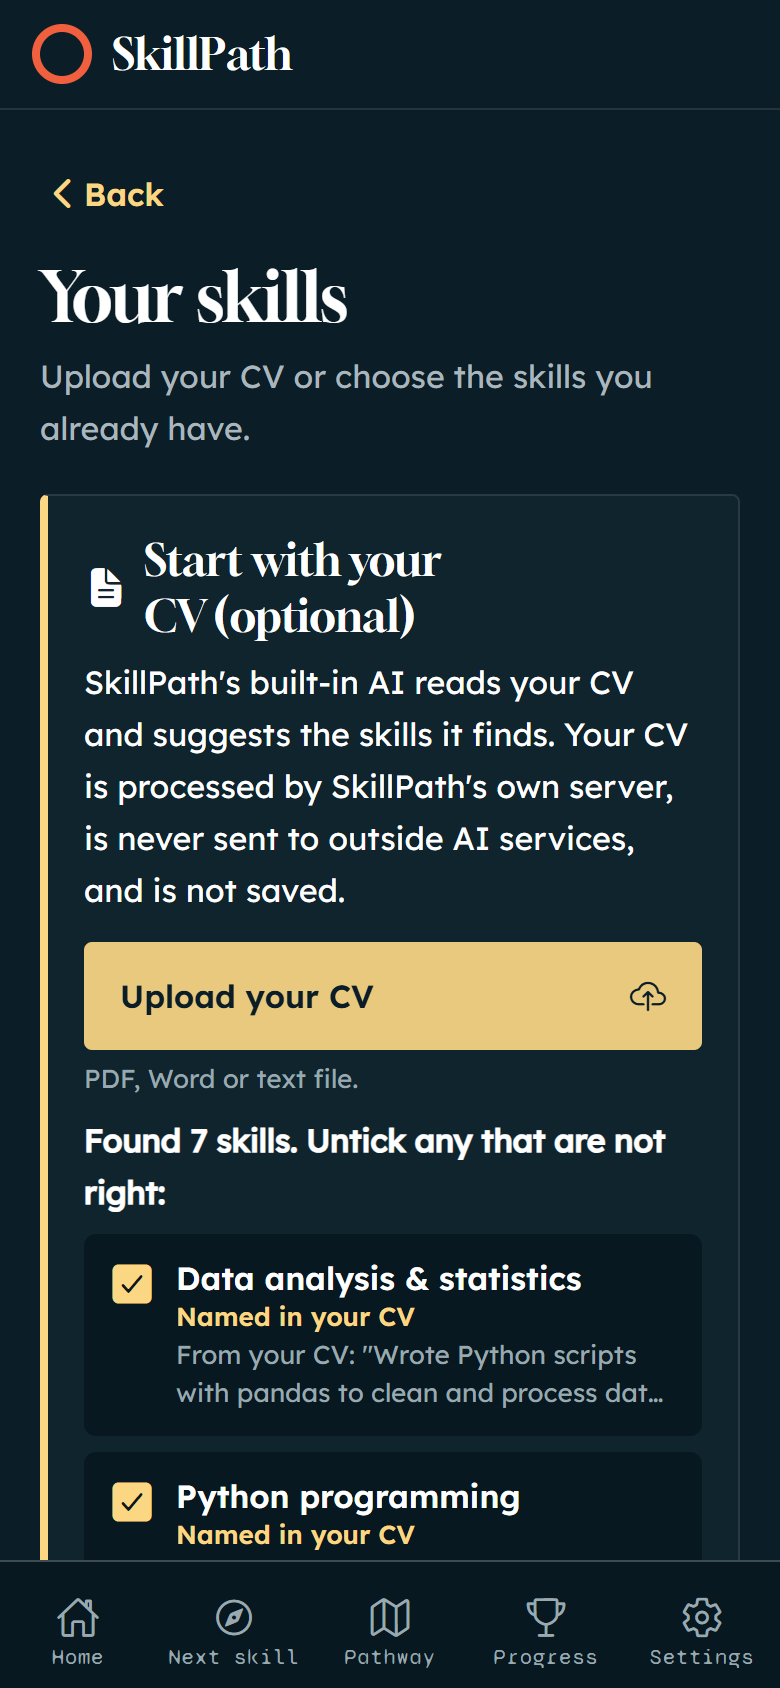 SkillPath
Back
Your skills
Upload your CV or choose the skills you
already have.
Start with your
CV (optional)
SkillPath's built-in AI reads your CV
and suggests the skills it finds. Your CV
is processed by SkillPath's own server,
is never sent to outside AI services,
and is not saved.
Upload your CV
PDF, Word or text file.
Found 7 skills. Untick any that are not
right:
Data analysis & statistics
Named in your CV
From your CV: "Wrote Python scripts
with pandas to clean and process dat...
Python programming
Named in your CV
Home
Next skill
Pathway
Progress
Settings